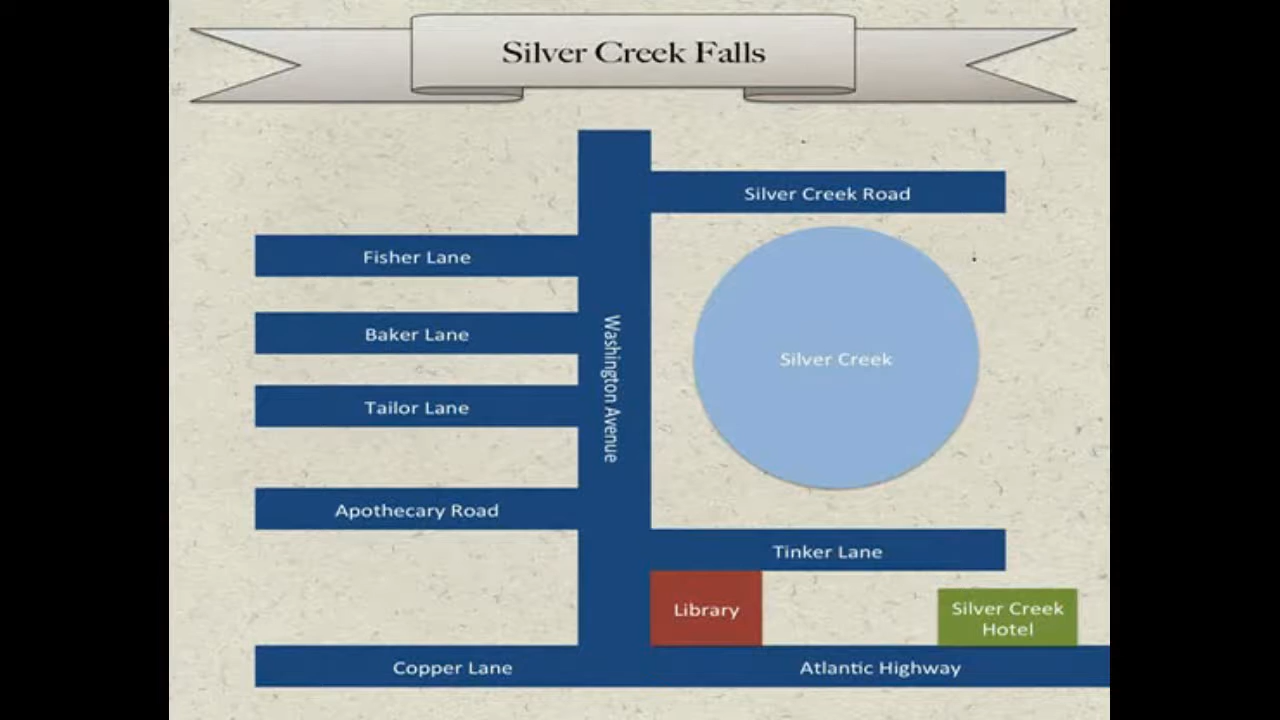 Silver Creek Falls
Silver Creek Road
Fisher Lane
Baker Lane
Washington Avenue
Silver Creek
Tailor Lane
Apothecary Road
Tinker Lane
Library
Silver Creek
Hotel
Copper Lane
Atlantic Highway